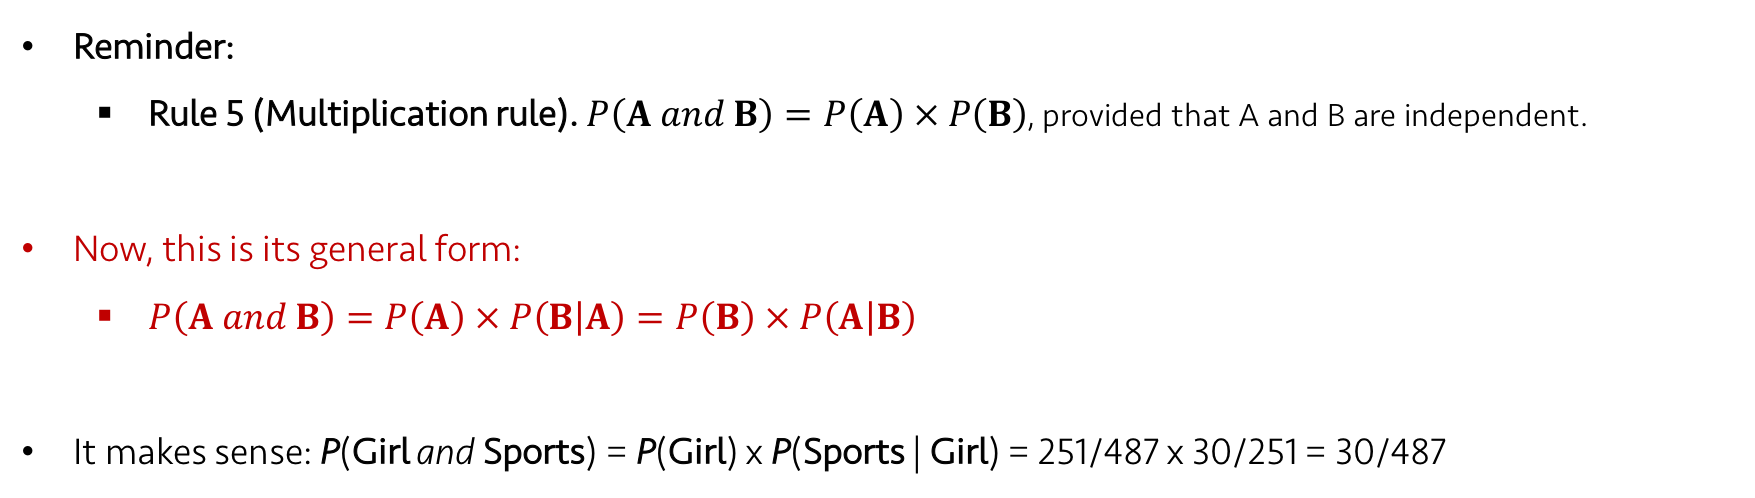 • Reminder:
▪ Rule 5 (Multiplication rule). P(A and B) = P(A) × P(B), provided that A and B are independent.
• Now, this is its general form:
▪ P(A and B) = P(A) × P(B|A) = P(B) × P(A|B)
• It makes sense: P(Girl and Sports) = P(Girl) x P(Sports | Girl) = 251/487 x 30/251 = 30/487